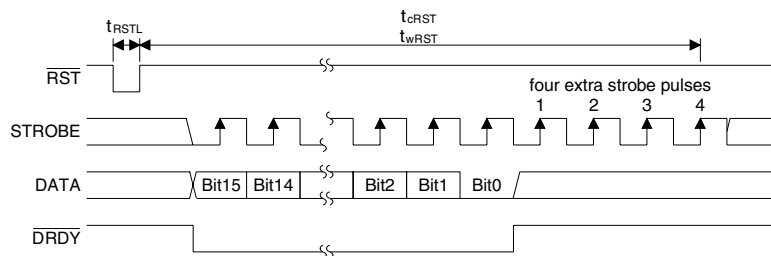 tRSTL
tcRST
twRST
RST
four extra strobe pulses
1 2 3 4
STROBE
DATA
Bit15 Bit14 Bit2 Bit1 Bit0
DRDY